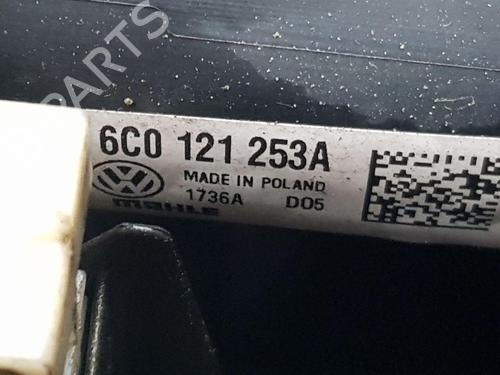 6C0 121 253A
MADE IN POLAND
1736A D05
MAHLE
B-PARTS